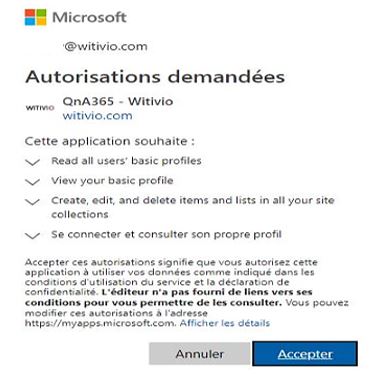 Microsoft
@witivio.com
Autorisations demandées
WITIVIO
QnA365 - Witivio
witivio.com
Cette application souhaite :
Read all users' basic profiles
View your basic profile
Create, edit, and delete items and lists in all your site
collections
Se connecter et consulter son propre profil
Accepter ces autorisations signifie que vous autorisez cette
application à utiliser vos données comme indiqué dans les
conditions d'utilisation du service et la déclaration de
confidentialité. L'éditeur n'a pas fourni de liens vers ses
conditions pour vous permettre de les consulter. Vous pouvez
modifier ces autorisations à l'adresse
https://myapps.microsoft.com. Afficher les détails
Annuler
Accepter